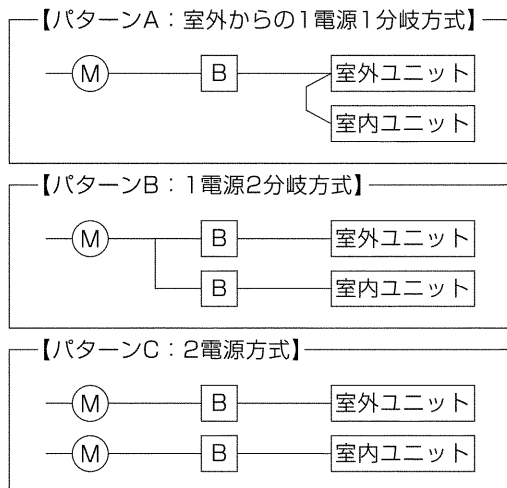 【パターンA：室外からの1電源1分岐方式】
M B 室外ユニット
室内ユニット
【パターンB：1電源2分岐方式】
M B 室外ユニット
B 室内ユニット
【パターンC：2電源方式】
M B 室外ユニット
M B 室内ユニット